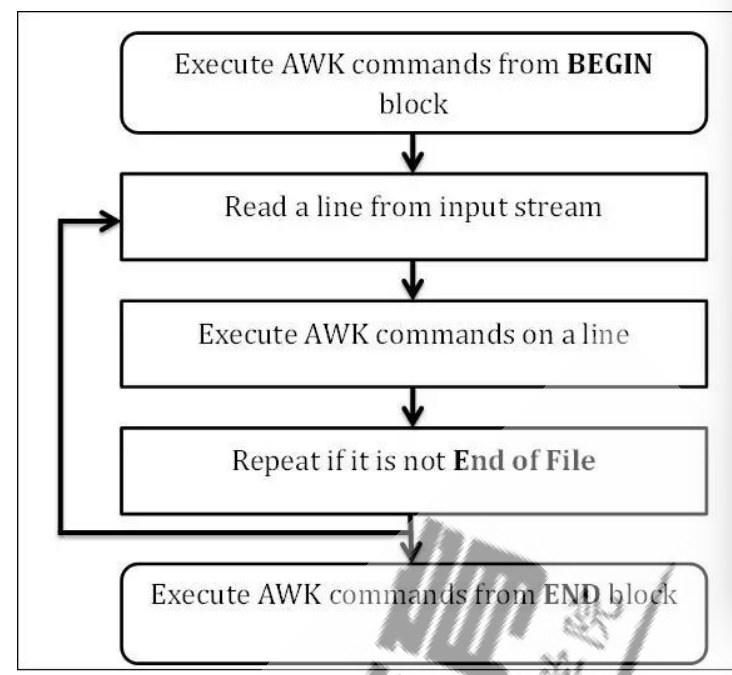 Execute AWK commands from BEGIN
block
Read a line from input stream
Execute AWK commands on a line
Repeat if it is not End of File
Execute AWK commands from END block